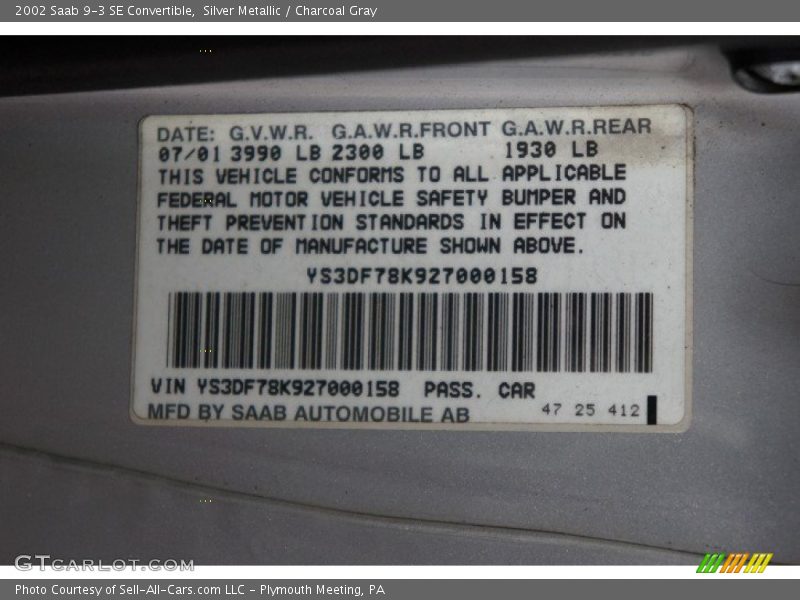 2002 Saab 9-3 SE Convertible,  Silver Metallic / Charcoal Gray
DATE: G.V.W.R. G.A.W.R.FRONT G.A.W.R.REAR
07/01 3990 LB 2300 LB 1930 LB
THIS VEHICLE CONFORMS TO ALL APPLICABLE
FEDERAL MOTOR VEHICLE SAFETY BUMPER AND
THEFT PREVENTION STANDARDS IN EFFECT ON
THE DATE OF MANUFACTURE SHOWN ABOVE.
YS3DF78K927000158
VIN YS3DF78K927000158 PASS. CAR
MFD BY SAAB AUTOMOBILE AB
47 25 412
GTCARLOT.COM
Photo Courtesy of Sell-All-Cars.com LLC - Plymouth Meeting, PA